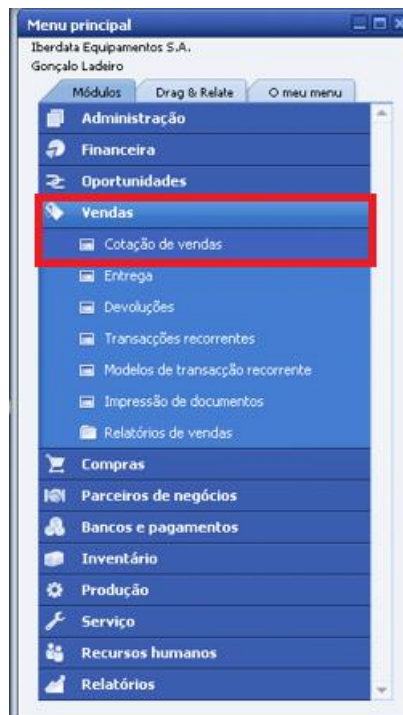 Menu principal
Iberdata Equipamentos S.A.
Gonçalo Ladeiro
Módulos Drag & Relate O meu menu
Administração
Financeira
Oportunidades
Vendas
Cotação de vendas
Entrega
Devoluções
Transacções recorrentes
Modelos de transacção recorrente
Impressão de documentos
Relatórios de vendas
Compras
Parceiros de negócios
Bancos e pagamentos
Inventário
Produção
Serviço
Recursos humanos
Relatórios